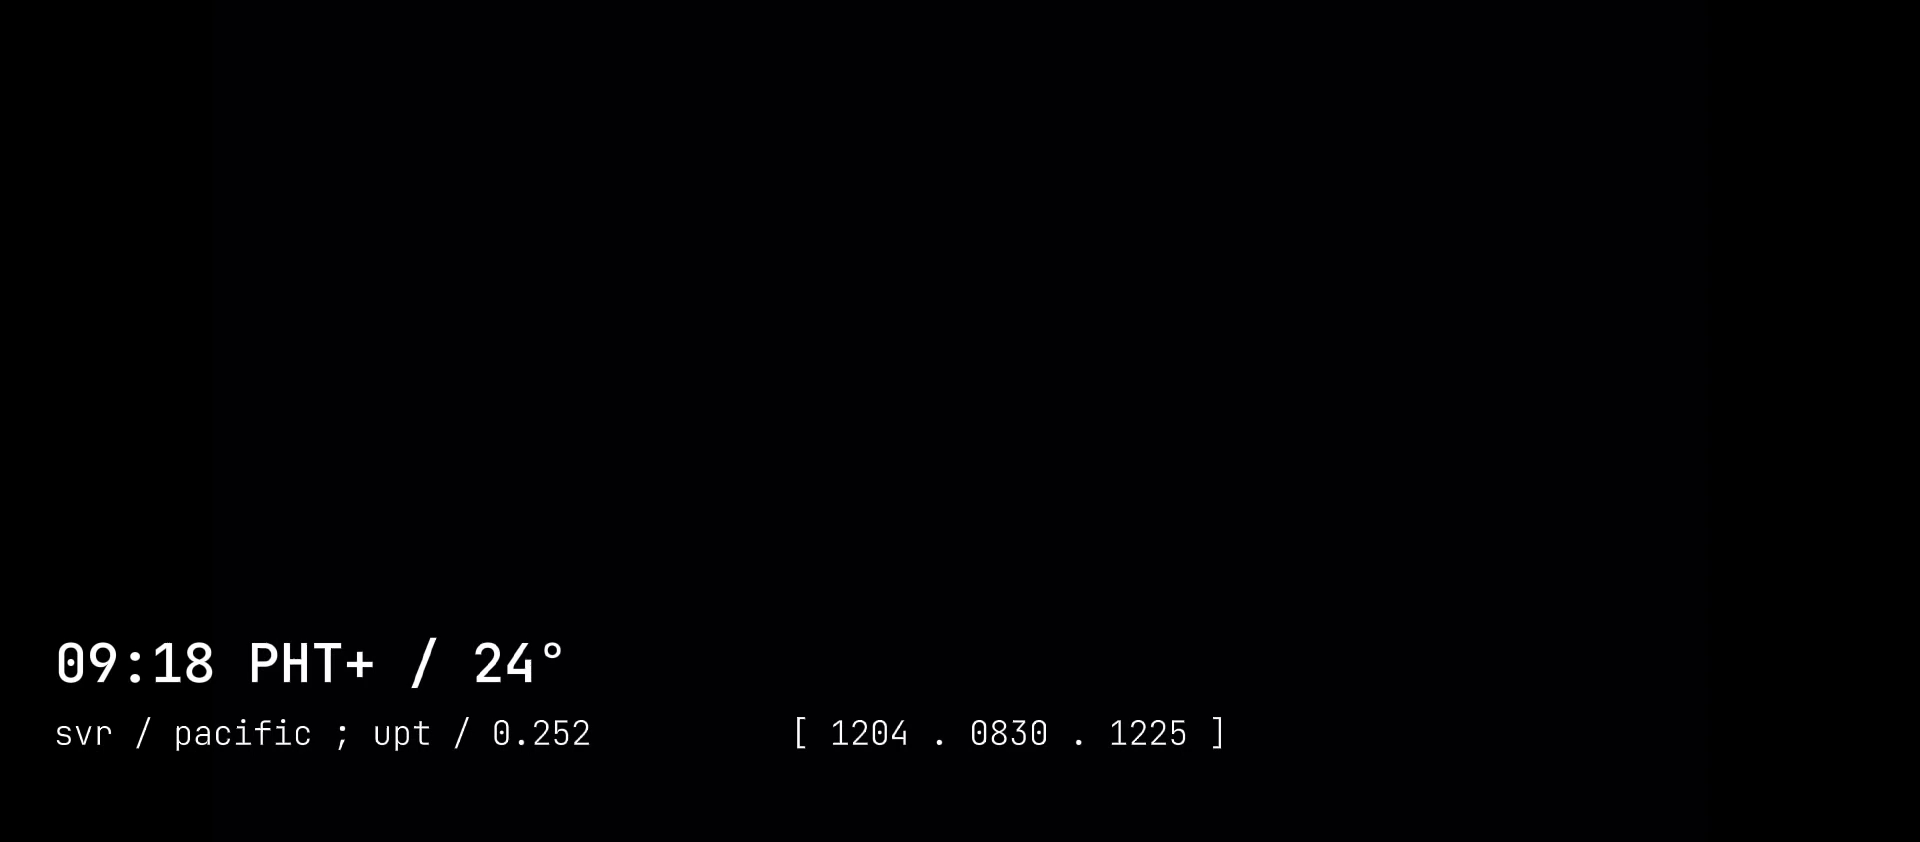 09:18 PHT+ / 24°
svr / pacific ; upt / 0.252
[ 1204 . 0830 . 1225 ]